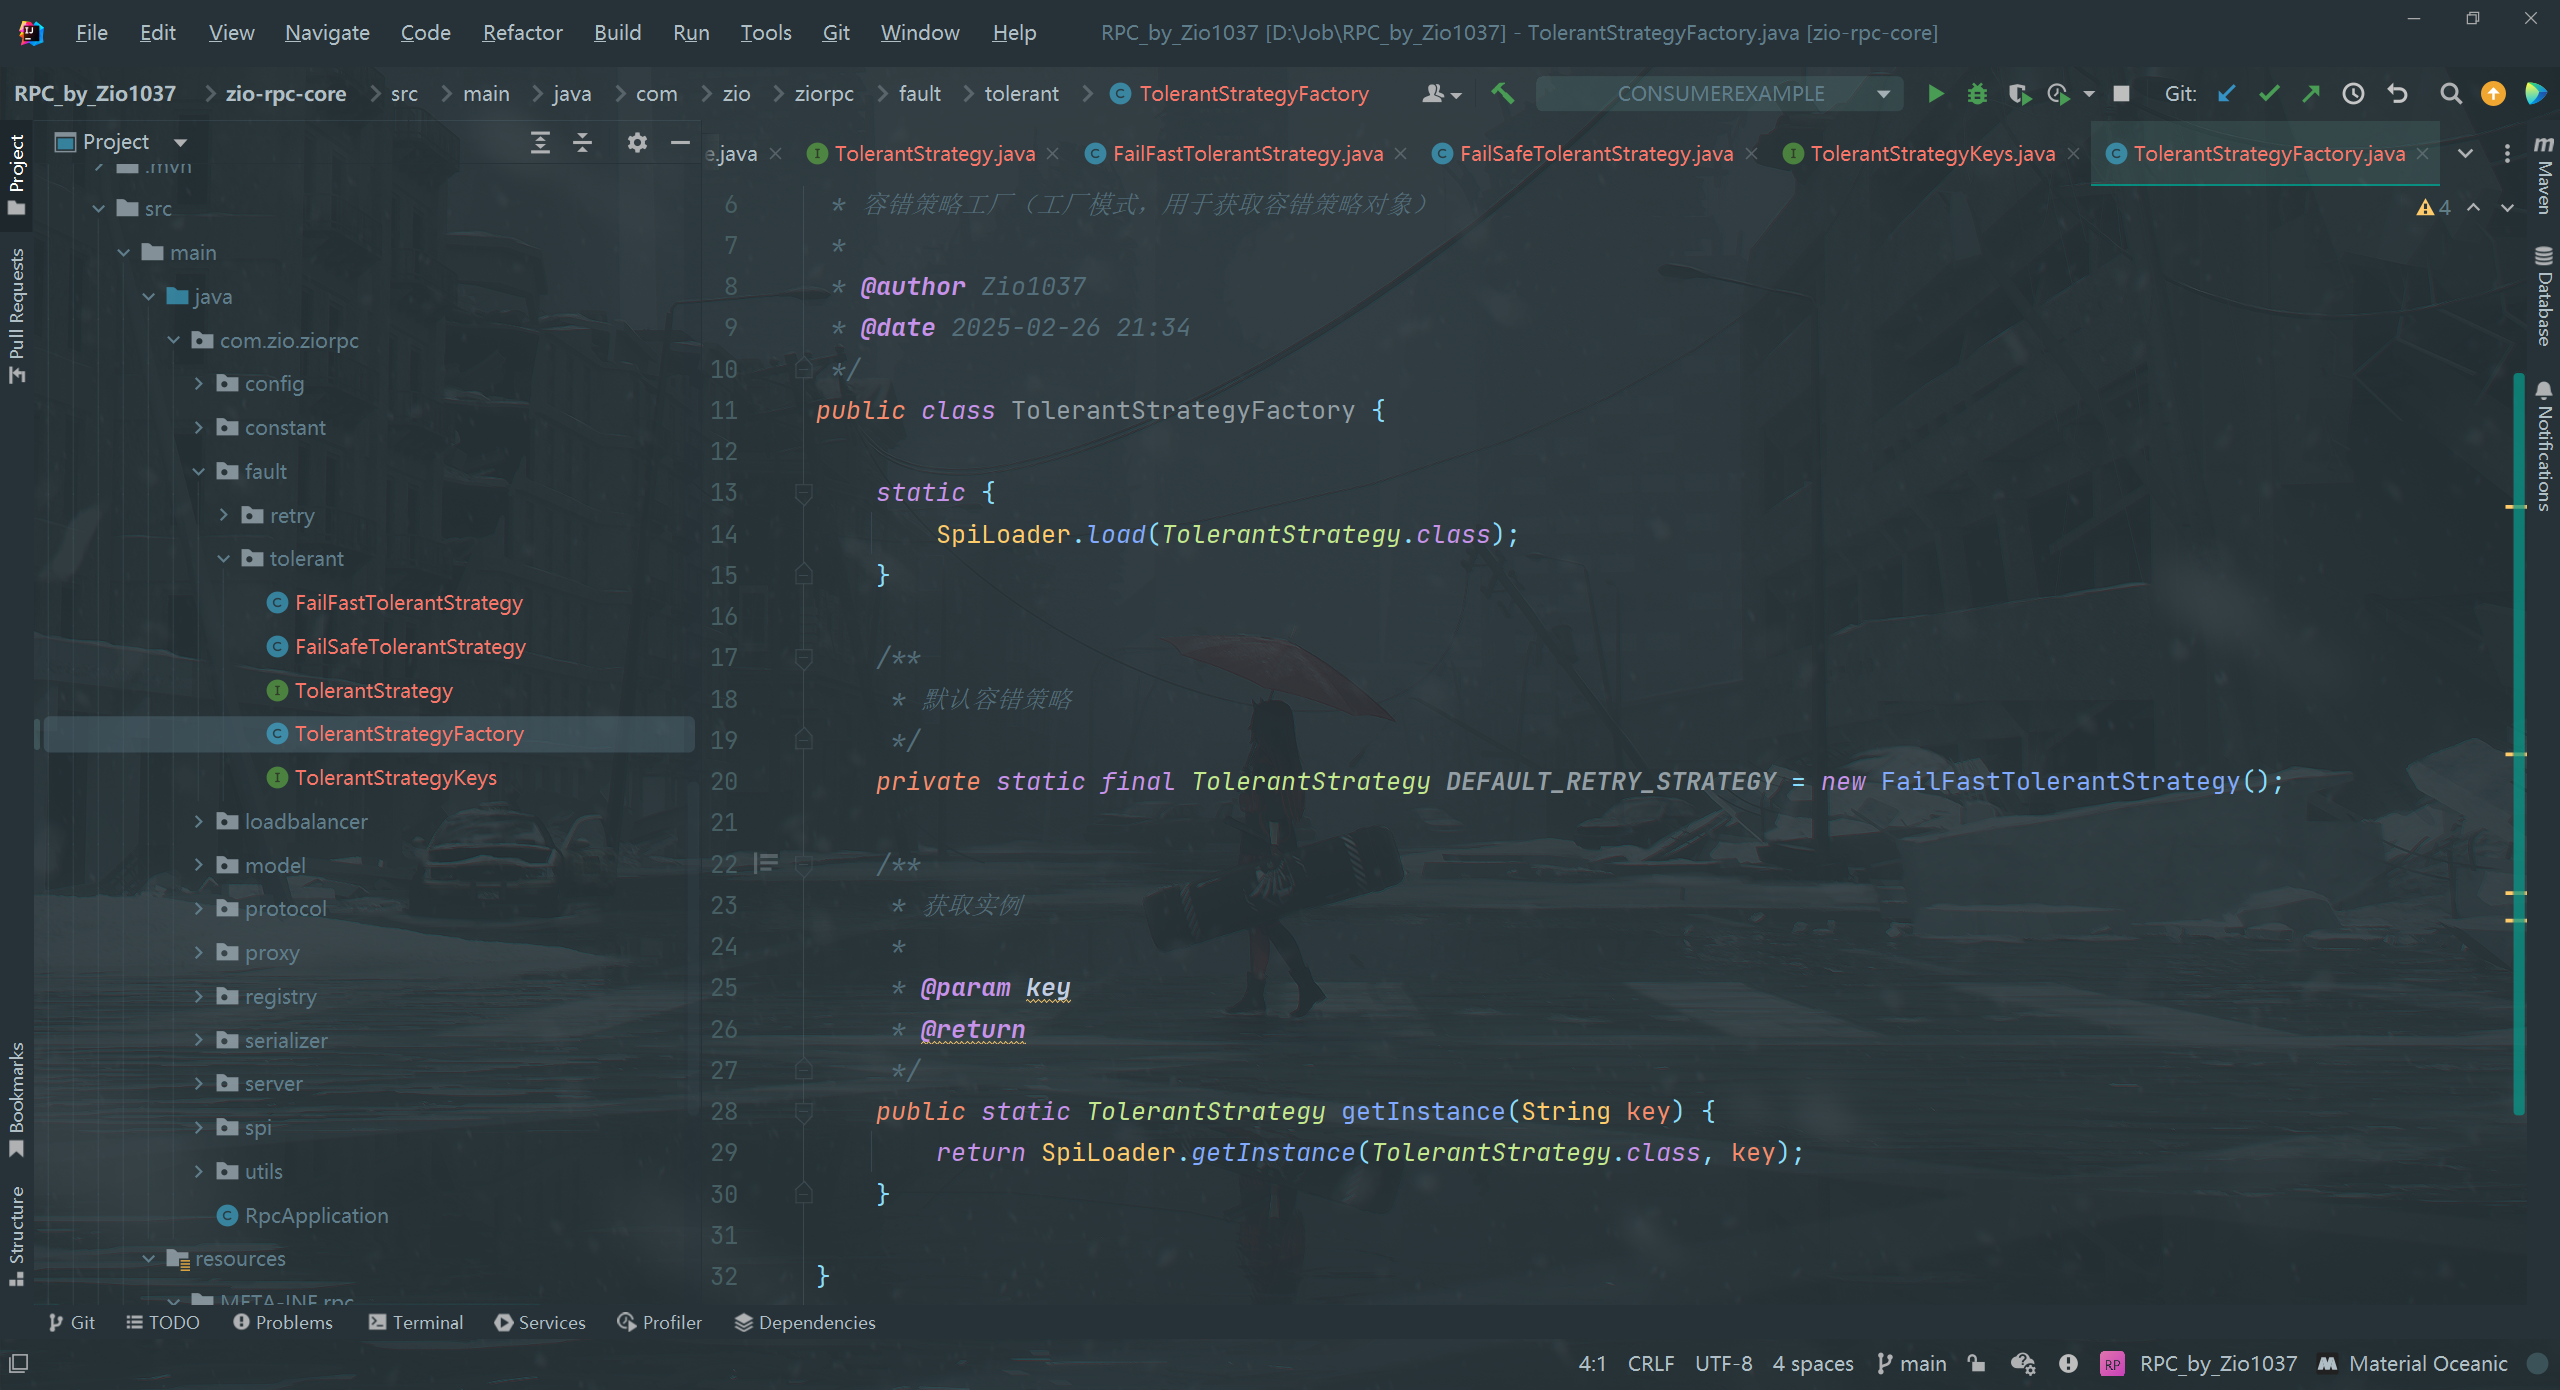 File Edit View Navigate Code Refactor Build Run Tools Git Window Help RPC_by_Zio1037 [D:\Job\RPC_by_Zio1037] - TolerantStrategyFactory.java [zio-rpc-core]
RPC_by_Zio1037 zio-rpc-core src main java com zio ziorpc fault tolerant TolerantStrategyFactory CONSUMEREXAMPLE Git:
Project
e.java TolerantStrategy.java FailFastTolerantStrategy.java FailSafeTolerantStrategy.java TolerantStrategyKeys.java TolerantStrategyFactory.java
Project
Pull Requests
Bookmarks
Structure
.mvn
src
main
java
com.zio.ziorpc
config
constant
fault
retry
tolerant
FailFastTolerantStrategy
FailSafeTolerantStrategy
TolerantStrategy
TolerantStrategyFactory
TolerantStrategyKeys
loadbalancer
model
protocol
proxy
registry
serializer
server
spi
utils
RpcApplication
resources
META-INF.rpc
4
6 * 容错策略工厂（工厂模式，用于获取容错策略对象）
7 *
8 * @author Zio1037
9 * @date 2025-02-26 21:34
10 */
11 public class TolerantStrategyFactory {
12
13 static {
14 SpiLoader.load(TolerantStrategy.class);
15 }
16
17 /**
18 * 默认容错策略
19 */
20 private static final TolerantStrategy DEFAULT_RETRY_STRATEGY = new FailFastTolerantStrategy();
21
22 /**
23 * 获取实例
24 *
25 * @param key
26 * @return
27 */
28 public static TolerantStrategy getInstance(String key) {
29 return SpiLoader.getInstance(TolerantStrategy.class, key);
30 }
31
32 }
Maven
Database
Notifications
Git TODO Problems Terminal Services Profiler Dependencies
4:1 CRLF UTF-8 4 spaces main RP RPC_by_Zio1037 Material Oceanic